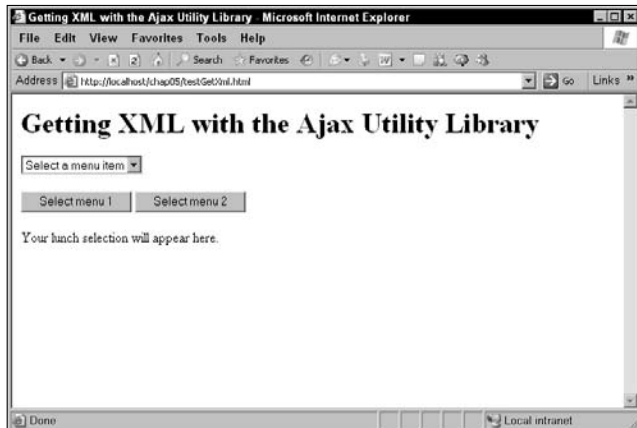 Getting XML with the Ajax Utility Library - Microsoft Internet Explorer
File Edit View Favorites Tools Help
Back Search Favorites
Address http://localhost/chap05/testGetXml.html Go Links »
Getting XML with the Ajax Utility Library
Select a menu item
Select menu 1 Select menu 2
Your lunch selection will appear here.
Done Local intranet